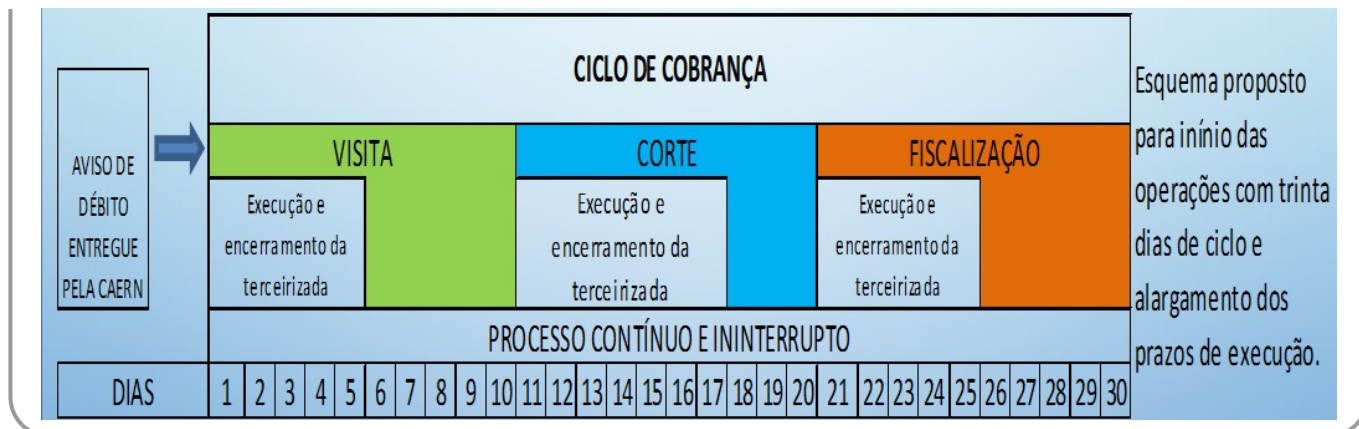 CICLO DE COBRANÇA
AVISO DE
DÉBITO
ENTREGUE
PELA CAERN
VISITA
CORTE
FISCALIZAÇÃO
Execução e
encerramento da
terceirizada
Execução e
encerramento da
terceirizada
Execução e
encerramento da
terceirizada
PROCESSO CONTÍNUO E ININTERRUPTO
DIAS 1 2 3 4 5 6 7 8 9 10 11 12 13 14 15 16 17 18 19 20 21 22 23 24 25 26 27 28 29 30
Esquema proposto
para inínio das
operações com trinta
dias de ciclo e
alargamento dos
prazos de execução.